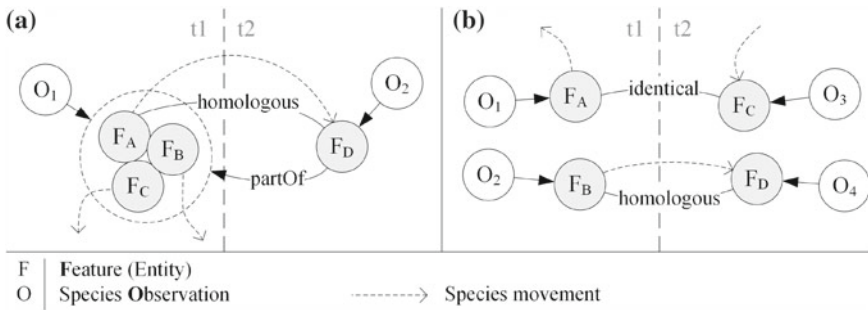 (a)
t1 t2
O1
O2
homologous
FA
FB
FC
FD
partOf
(b)
t1 t2
O1
FA
identical
FC
O3
O2
FB
homologous
FD
O4
F Feature (Entity)
O Species Observation
Species movement